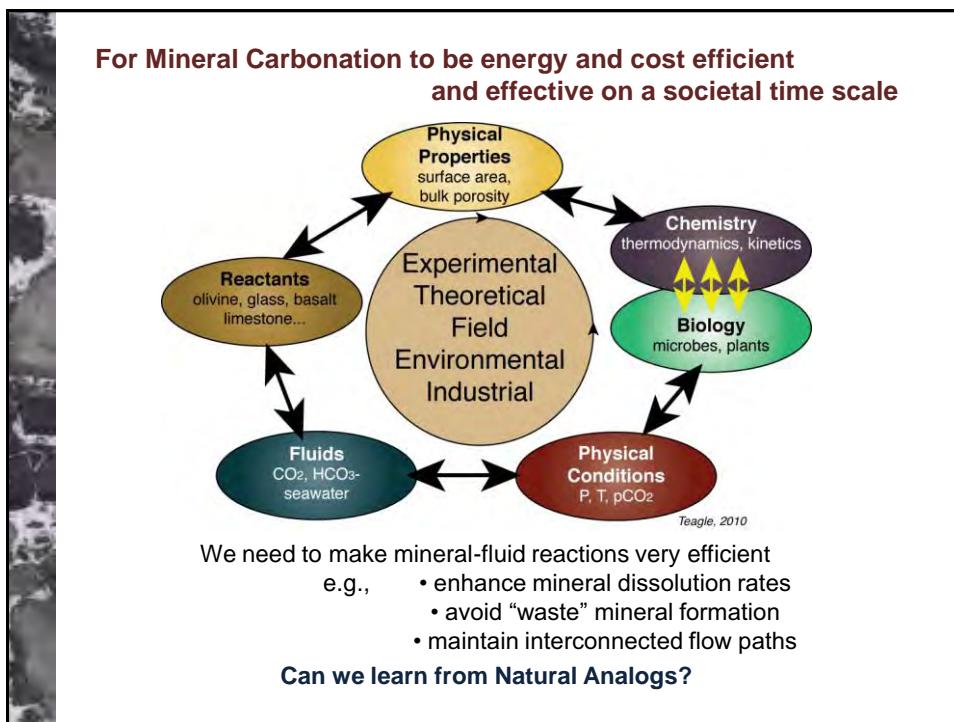 For Mineral Carbonation to be energy and cost efficient
and effective on a societal time scale
Physical
Properties
surface area,
bulk porosity
Chemistry
thermodynamics, kinetics
Reactants
olivine, glass, basalt
limestone...
Experimental
Theoretical
Field
Environmental
Industrial
Biology
microbes, plants
Fluids
CO2, HCO3-
seawater
Physical
Conditions
P, T, pCO2
Teagle, 2010
We need to make mineral-fluid reactions very efficient
e.g., • enhance mineral dissolution rates
• avoid “waste” mineral formation
• maintain interconnected flow paths
Can we learn from Natural Analogs?